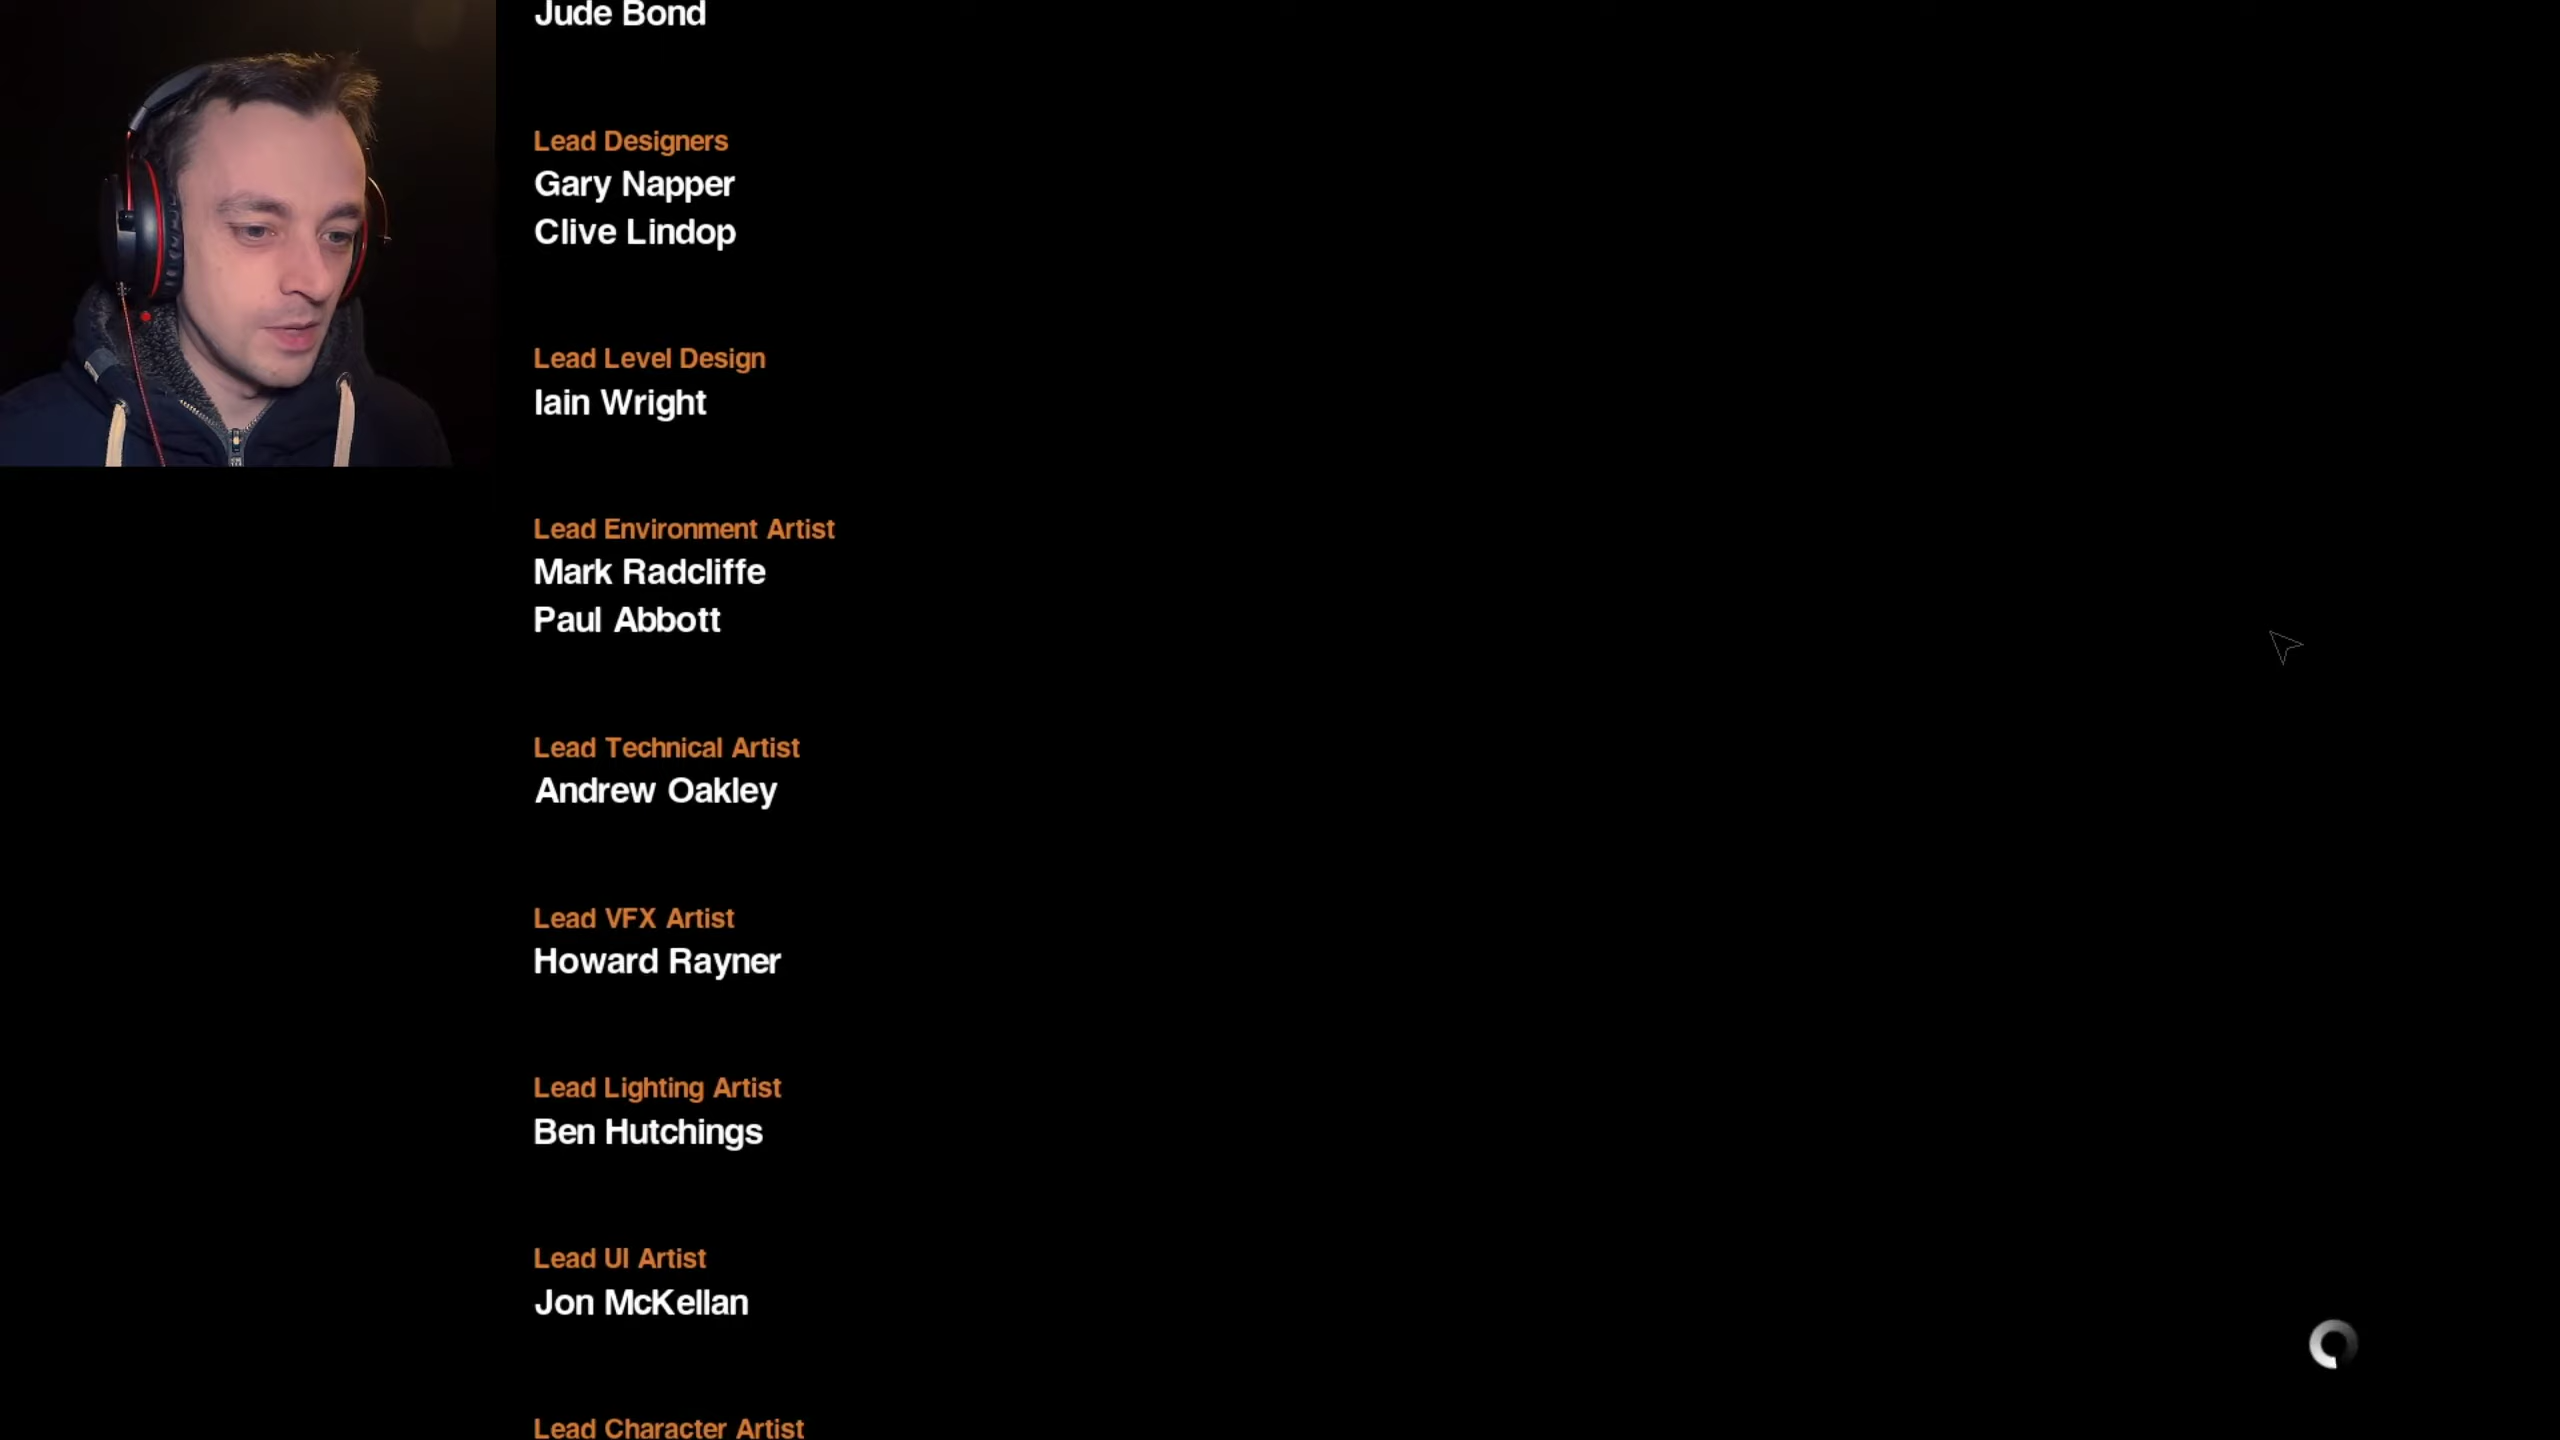 Jude Bond
Lead Designers
Gary Napper
Clive Lindop
Lead Level Design
Iain Wright
Lead Environment Artist
Mark Radcliffe
Paul Abbott
Lead Technical Artist
Andrew Oakley
Lead VFX Artist
Howard Rayner
Lead Lighting Artist
Ben Hutchings
Lead UI Artist
Jon McKellan
Lead Character Artist